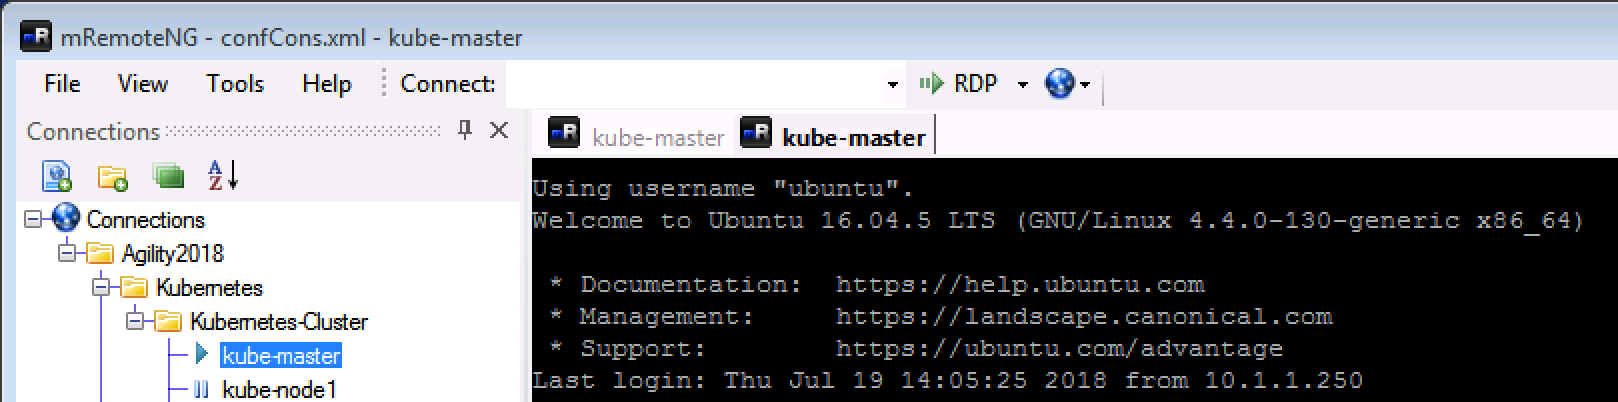 mRemoteNG - confCons.xml - kube-master
File View Tools Help Connect: RDP
Connections
kube-master kube-master
Connections
Agility2018
Kubernetes
Kubernetes-Cluster
kube-master
kube-node1
Using username "ubuntu".
Welcome to Ubuntu 16.04.5 LTS (GNU/Linux 4.4.0-130-generic x86_64)
* Documentation: https://help.ubuntu.com
* Management: https://landscape.canonical.com
* Support: https://ubuntu.com/advantage
Last login: Thu Jul 19 14:05:25 2018 from 10.1.1.250